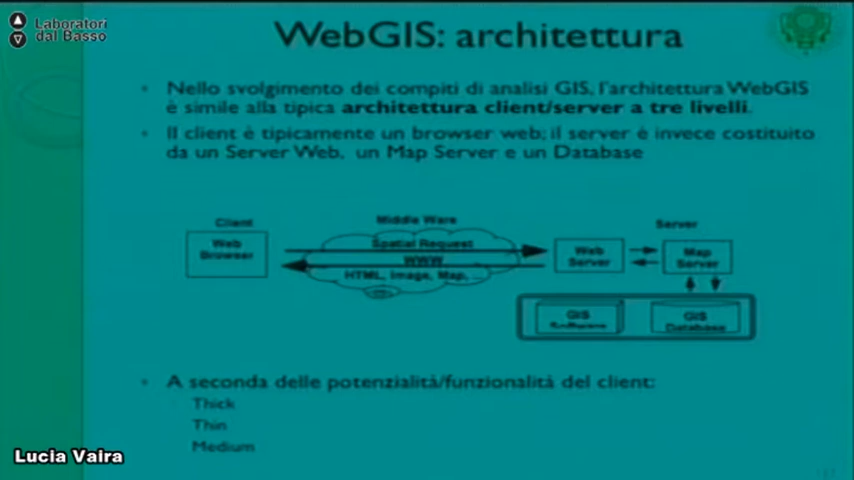 Laboratori
dal Basso
WebGIS: architettura
• Nello svolgimento dei compiti di analisi GIS, l'architettura WebGIS
è simile alla tipica architettura client/server a tre livelli.
• Il client è tipicamente un browser web; il server è invece costituito
da un Server Web, un Map Server e un Database
Client
Middle Ware
Server
Web
Browser
Spatial Request
WWW
HTML, Image, Map, ...
Web
Server
Map
Server
GIS
Software
GIS
Database
• A seconda delle potenzialità/funzionalità del client:
Thick
Thin
Medium
Lucia Vaira